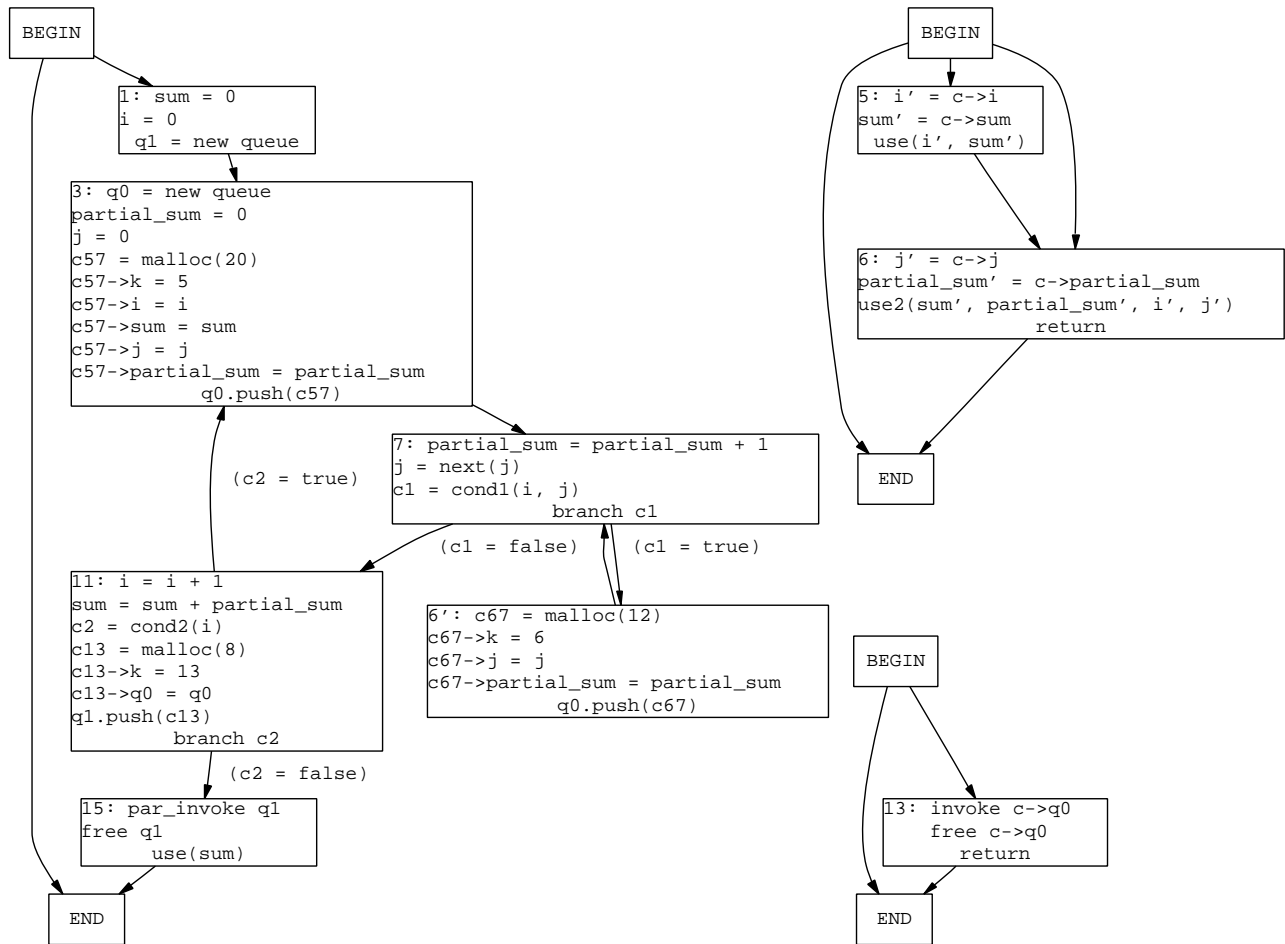 BEGIN
1: sum = 0
i = 0
q1 = new queue
3: q0 = new queue
partial_sum = 0
j = 0
c57 = malloc(20)
c57->k = 5
c57->i = i
c57->sum = sum
c57->j = j
c57->partial_sum = partial_sum
q0.push(c57)
7: partial_sum = partial_sum + 1
j = next(j)
c1 = cond1(i, j)
branch c1
(c2 = true)
(c1 = false)
(c1 = true)
11: i = i + 1
sum = sum + partial_sum
c2 = cond2(i)
c13 = malloc(8)
c13->k = 13
c13->q0 = q0
q1.push(c13)
branch c2
6': c67 = malloc(12)
c67->k = 6
c67->j = j
c67->partial_sum = partial_sum
q0.push(c67)
(c2 = false)
15: par_invoke q1
free q1
use(sum)
END
BEGIN
5: i' = c->i
sum' = c->sum
use(i', sum')
6: j' = c->j
partial_sum' = c->partial_sum
use2(sum', partial_sum', i', j')
return
END
BEGIN
13: invoke c->q0
free c->q0
return
END